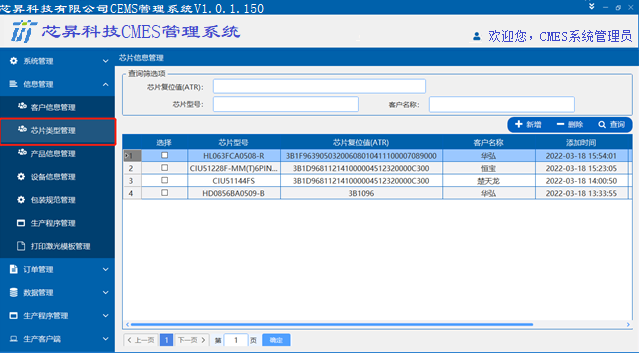 芯昇科技有限公司CEMS管理系统V1.0.1.150
芯昇科技CMES管理系统
欢迎您，CMES系统管理员
系统管理
信息管理
客户信息管理
芯片类型管理
产品信息管理
设备信息管理
包装规范管理
生产程序管理
打印激光模板管理
订单管理
数据管理
生产程序管理
生产客户端
芯片信息管理
查询筛选项
芯片复位值(ATR):
芯片型号:
客户名称:
新增 删除 查询
选择 芯片型号 芯片复位值(ATR) 客户名称 添加时间
1 HL063FCA0508-R 3B1F96390503200608010411100007089000 华弘 2022-03-18 15:54:01
2 CIUS1228F-MM(T)6PIN... 3B1D96811214100004512320000C300 恒宝 2022-03-18 15:23:05
3 CIUS1144FS 3B1D96811214100004512320000C300 楚天龙 2022-03-18 14:00:50
4 HD0856BA0509-B 3B1096 华弘 2022-03-18 13:33:55
上一页 1 下一页 第 1 页 确定